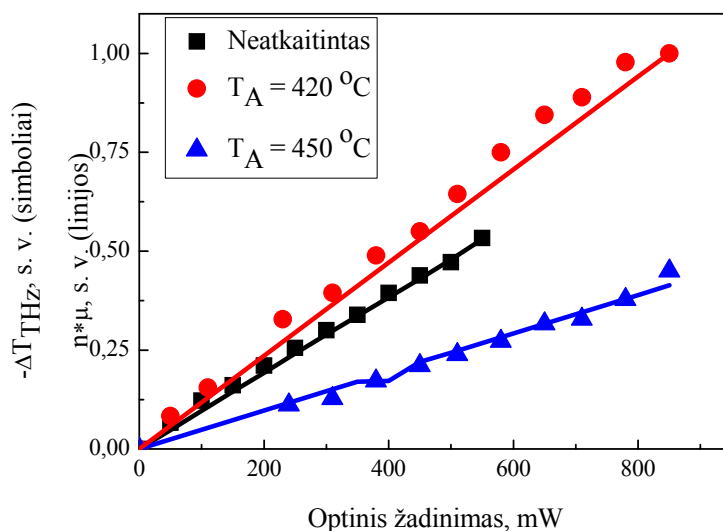 -ΔT_THz, s. v. (simboliai)
n*μ, s. v. (linijos)
1,00
0,75
0,50
0,25
0,00
Neatkaitintas
T_A = 420 °C
T_A = 450 °C
0 200 400 600 800
Optinis žadinimas, mW